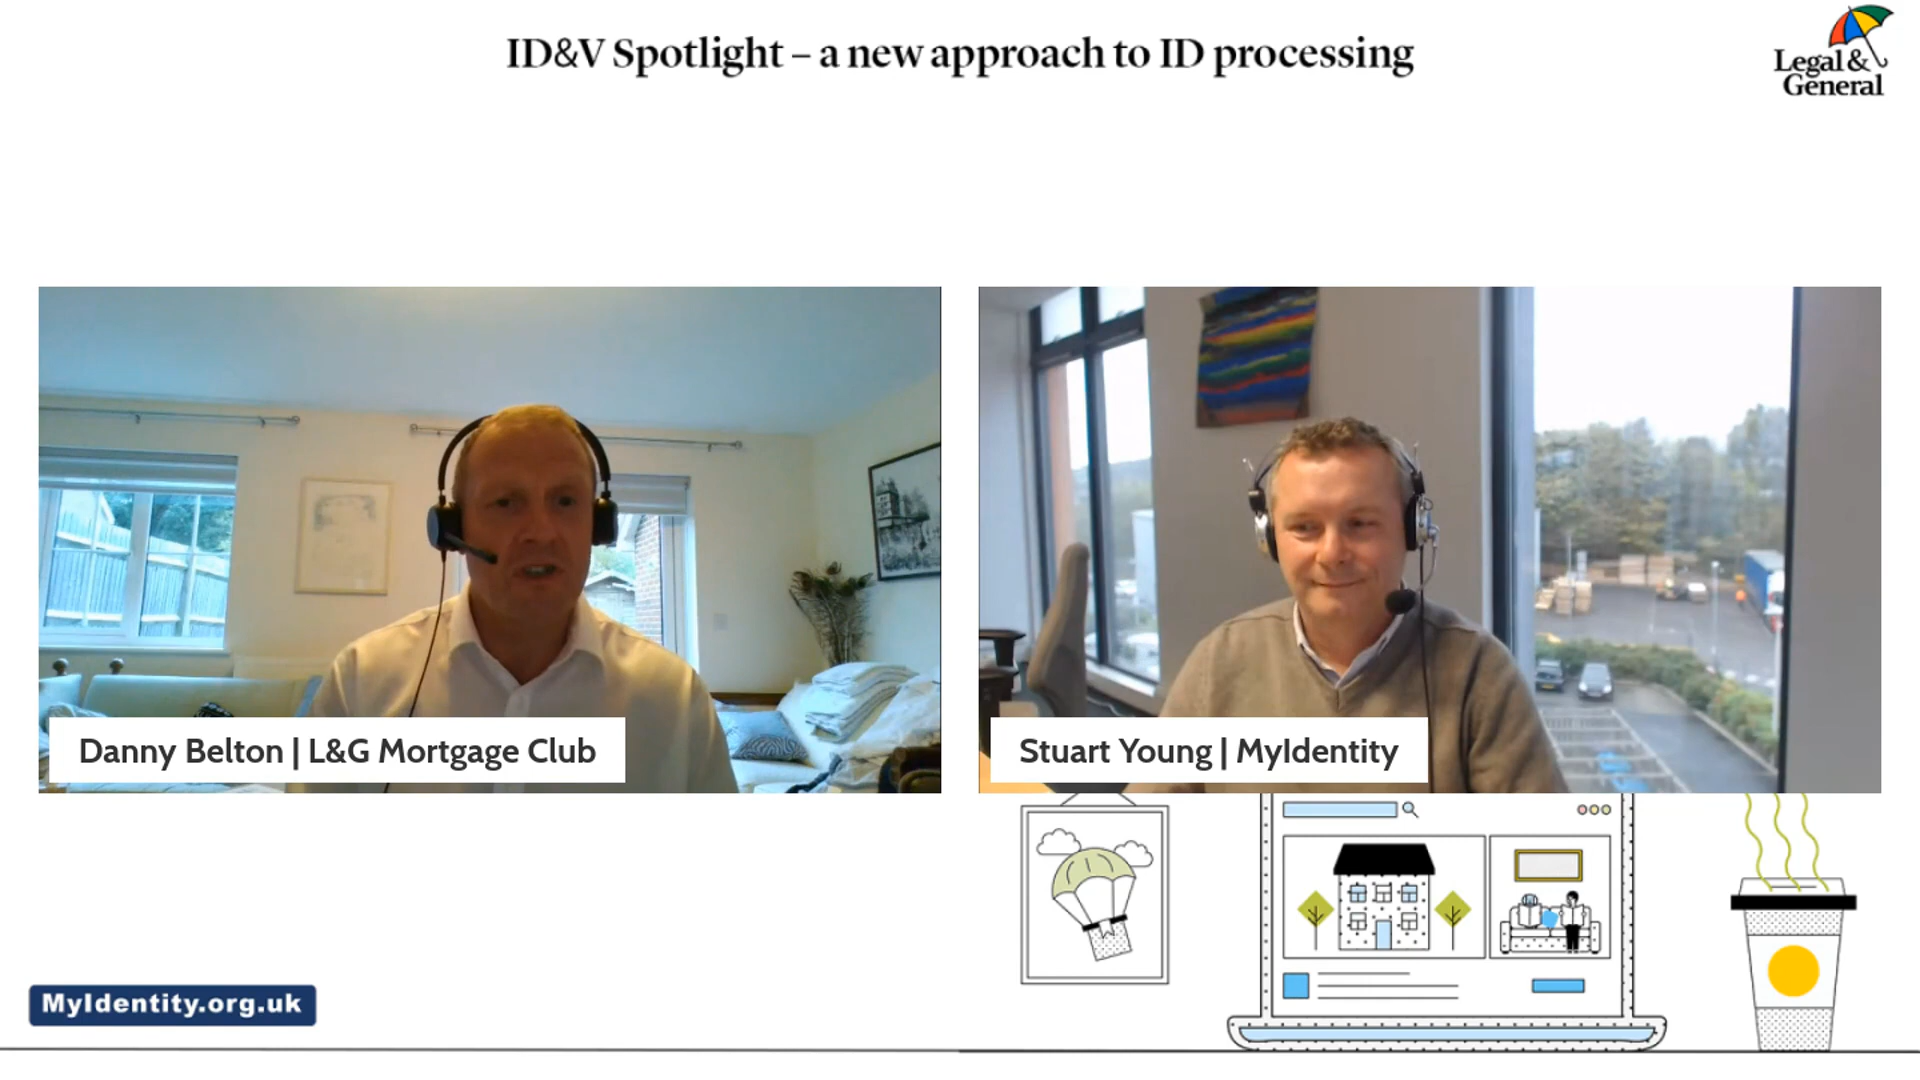 ID&V Spotlight – a new approach to ID processing
Legal &
General
Danny Belton | L&G Mortgage Club
Stuart Young | MyIdentity
MyIdentity.org.uk